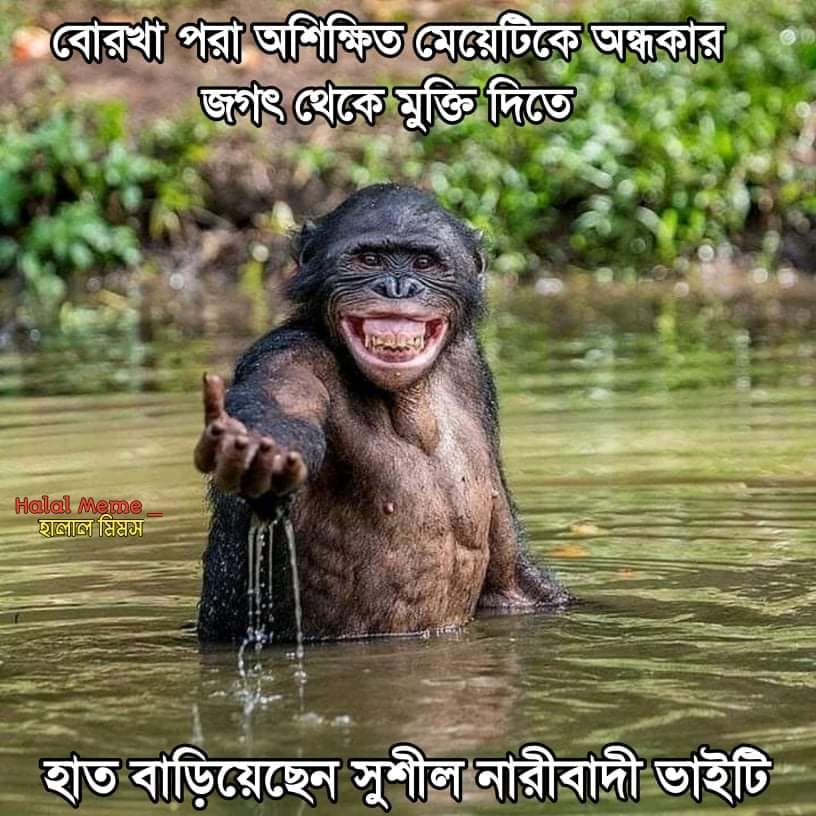 বোরখা পরা অশিক্ষিত মেয়েটিকে অন্ধকার
জগৎ থেকে মুক্তি দিতে
Halal Meme _
হালাল মিমস
হাত বাড়িয়েছেন সুশীল নারীবাদী ভাইটি